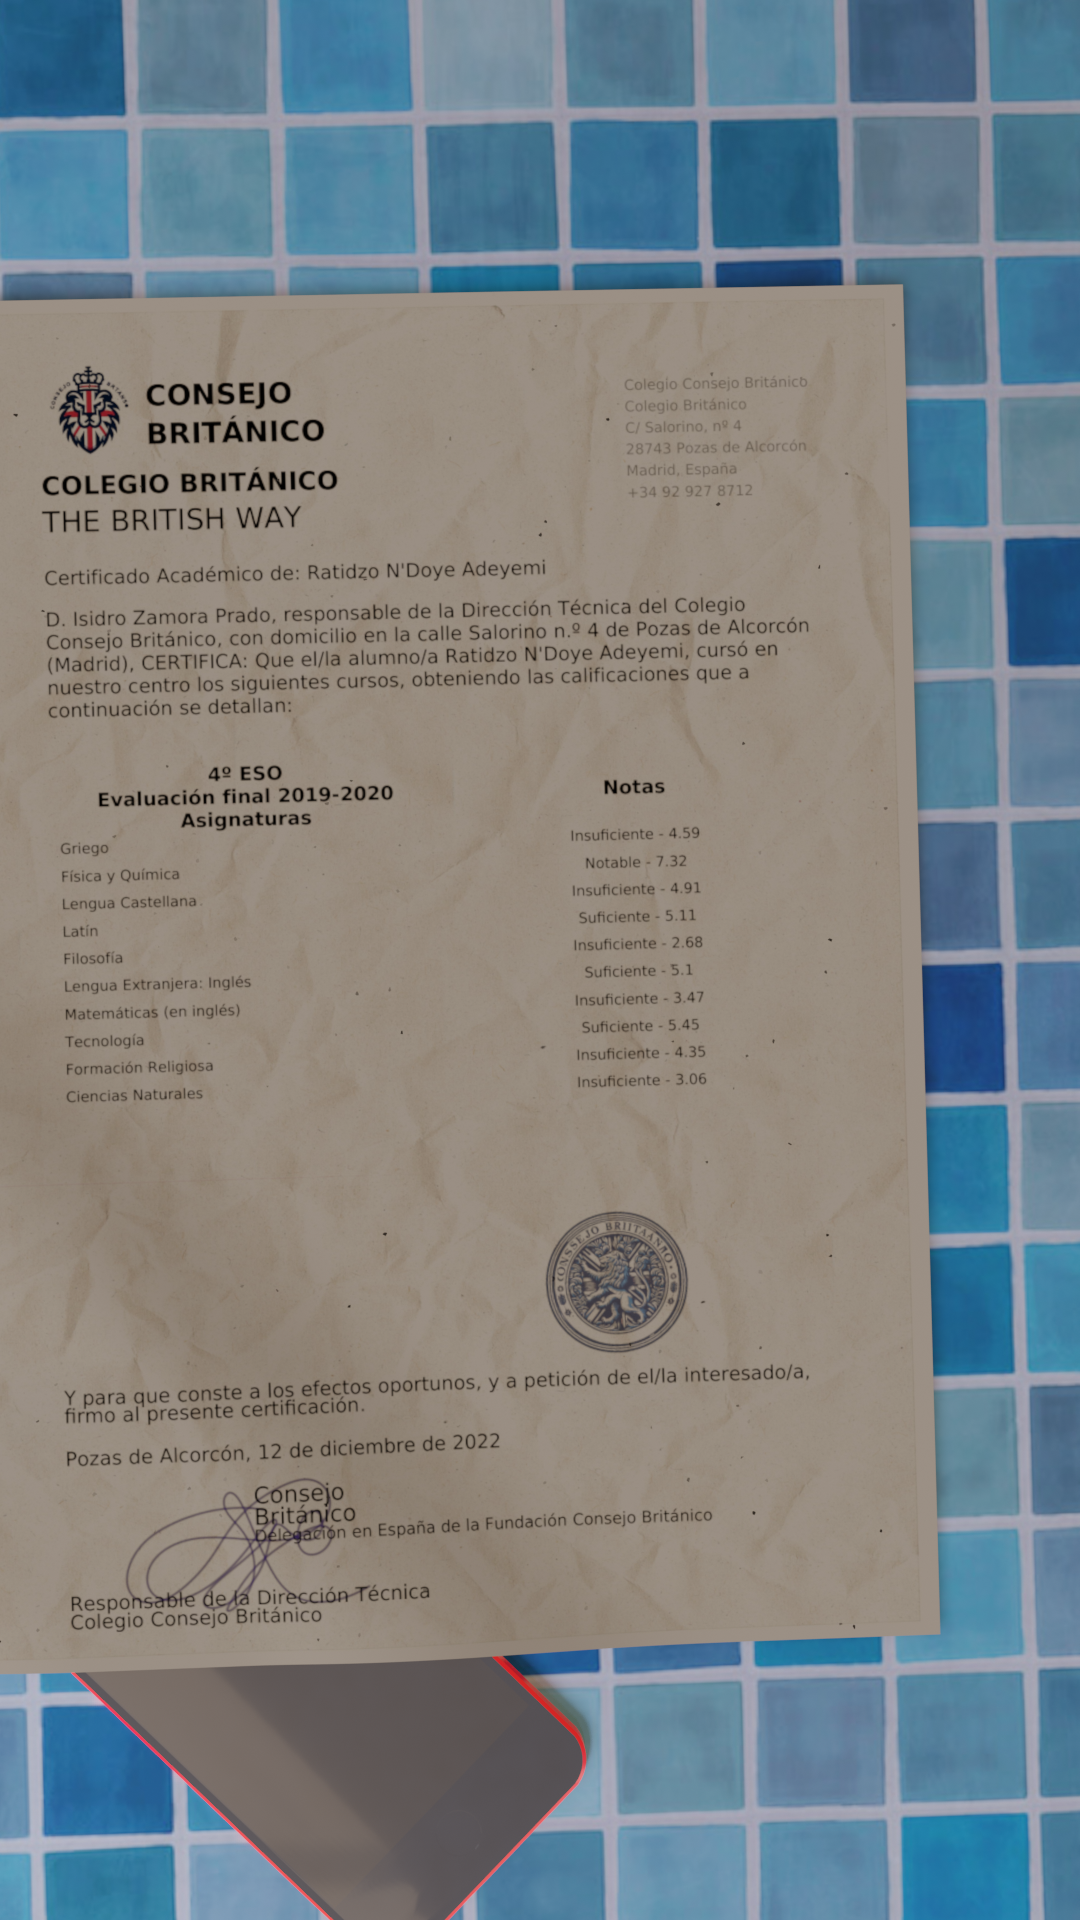 CONSEJO
BRITÁNICO
COLEGIO BRITÁNICO
THE BRITISH WAY
Colegio Consejo Británico
Colegio Británico
C/ Salorino, nº 4
28743 Pozas de Alcorcón
Madrid, España
+34 92 927 8712
Certificado Académico de: Ratidzo N'Doye Adeyemi
D. Isidro Zamora Prado, responsable de la Dirección Técnica del Colegio
Consejo Británico, con domicilio en la calle Salorino n.º 4 de Pozas de Alcorcón
(Madrid), CERTIFICA: Que el/la alumno/a Ratidzo N'Doye Adeyemi, cursó en
nuestro centro los siguientes cursos, obteniendo las calificaciones que a
continuación se detallan:
4º ESO
Evaluación final 2019-2020
Asignaturas
Notas
Griego Insuficiente - 4.59
Física y Química Notable - 7.32
Lengua Castellana Insuficiente - 4.91
Latín Suficiente - 5.11
Filosofía Insuficiente - 2.68
Lengua Extranjera: Inglés Suficiente - 5.1
Matemáticas (en inglés) Insuficiente - 3.47
Tecnología Suficiente - 5.45
Formación Religiosa Insuficiente - 4.35
Ciencias Naturales Insuficiente - 3.06
Y para que conste a los efectos oportunos, y a petición de el/la interesado/a,
firmo al presente certificación.
Pozas de Alcorcón, 12 de diciembre de 2022
Consejo
Británico
Delegación en España de la Fundación Consejo Británico
Responsable de la Dirección Técnica
Colegio Consejo Británico